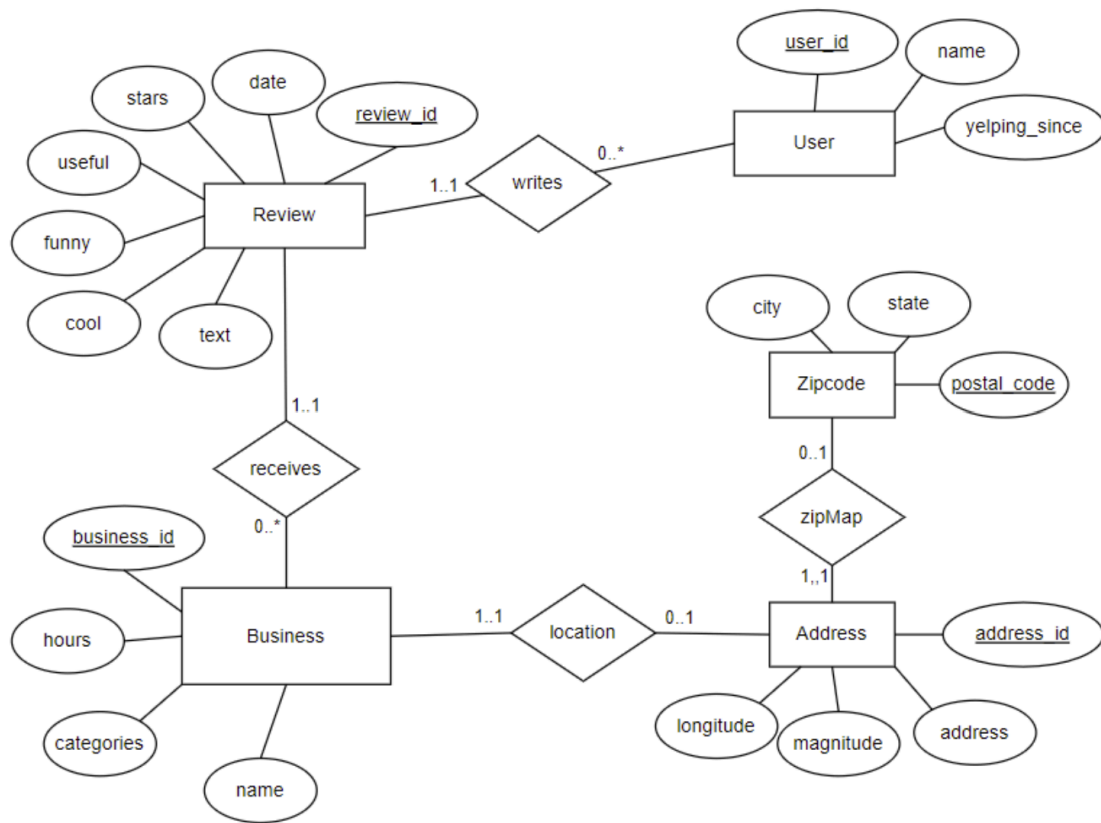 user_id
name
date
stars
review_id
yelping_since
User
useful
0..*
writes
1..1
Review
funny
city
state
cool
text
Zipcode
postal_code
1..1
0..1
receives
zipMap
0..*
business_id
1,,1
hours
Business
1..1
location
0..1
Address
address_id
longitude
magnitude
address
categories
name